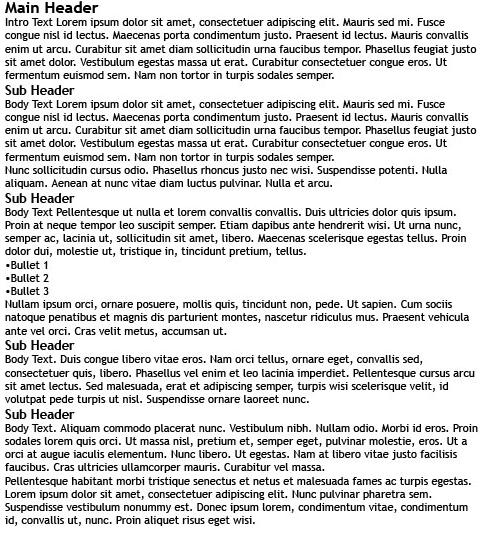 Main Header
Intro Text Lorem ipsum dolor sit amet, consectetuer adipiscing elit. Mauris sed mi. Fusce
congue nisl id lectus. Maecenas porta condimentum justo. Praesent id lectus. Mauris convallis
enim ut arcu. Curabitur sit amet diam sollicitudin urna faucibus tempor. Phasellus feugiat justo
sit amet dolor. Vestibulum egestas massa ut erat. Curabitur consectetuer congue eros. Ut
fermentum euismod sem. Nam non tortor in turpis sodales semper.
Sub Header
Body Text Lorem ipsum dolor sit amet, consectetuer adipiscing elit. Mauris sed mi. Fusce
congue nisl id lectus. Maecenas porta condimentum justo. Praesent id lectus. Mauris convallis
enim ut arcu. Curabitur sit amet diam sollicitudin urna faucibus tempor. Phasellus feugiat justo
sit amet dolor. Vestibulum egestas massa ut erat. Curabitur consectetuer congue eros. Ut
fermentum euismod sem. Nam non tortor in turpis sodales semper.
Nunc sollicitudin cursus odio. Phasellus rhoncus justo nec wisi. Suspendisse potenti. Nulla
aliquam. Aenean at nunc vitae diam luctus pulvinar. Nulla et arcu.
Sub Header
Body Text Pellentesque ut nulla et lorem convallis convallis. Duis ultricies dolor quis ipsum.
Proin at neque tempor leo suscipit semper. Etiam dapibus ante hendrerit wisi. Ut urna nunc,
semper ac, lacinia ut, sollicitudin sit amet, libero. Maecenas scelerisque egestas tellus. Proin
dolor dui, molestie ut, tristique in, tincidunt pretium, tellus.
•Bullet 1
•Bullet 2
•Bullet 3
Nullam ipsum orci, ornare posuere, mollis quis, tincidunt non, pede. Ut sapien. Cum sociis
natoque penatibus et magnis dis parturient montes, nascetur ridiculus mus. Praesent vehicula
ante vel orci. Cras velit metus, accumsan ut.
Sub Header
Body Text. Duis congue libero vitae eros. Nam orci tellus, ornare eget, convallis sed,
consectetuer quis, libero. Phasellus vel enim et leo lacinia imperdiet. Pellentesque cursus arcu
sit amet lectus. Sed malesuada, erat et adipiscing semper, turpis wisi scelerisque velit, id
volutpat pede turpis ut nisl. Suspendisse ornare laoreet nunc.
Sub Header
Body Text. Aliquam commodo placerat nunc. Vestibulum nibh. Nullam odio. Morbi id eros. Proin
sodales lorem quis orci. Ut massa nisl, pretium et, semper eget, pulvinar molestie, eros. Ut a
orci at augue iaculis elementum. Nunc libero. Ut egestas. Nam at libero vitae justo facilisis
faucibus. Cras ultricies ullamcorper mauris. Curabitur vel massa.
Pellentesque habitant morbi tristique senectus et netus et malesuada fames ac turpis egestas.
Lorem ipsum dolor sit amet, consectetuer adipiscing elit. Nunc pulvinar pharetra sem.
Suspendisse vestibulum nonummy est. Donec ipsum lorem, condimentum vitae, condimentum
id, convallis ut, nunc. Proin aliquet risus eget wisi.